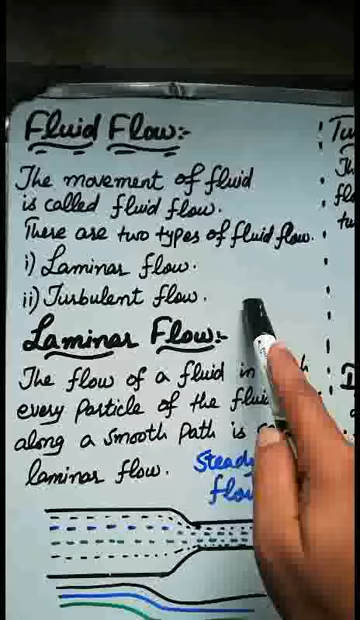 Fluid Flow:-
The movement of fluid
is called fluid flow.
There are two types of fluid flow.
i) Laminar flow.
ii) Turbulent flow.
Laminar Flow:-
The flow of a fluid in
every particle of the
along a smooth path is
laminar flow.
Steady